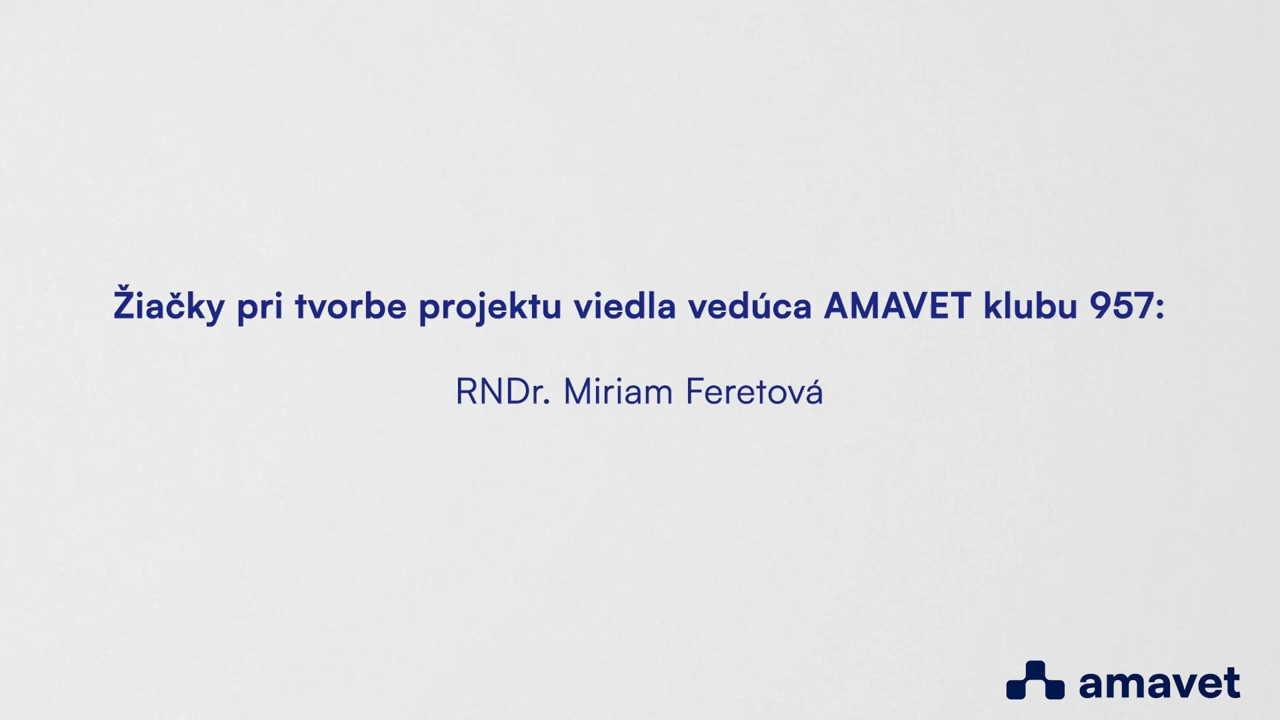 Žiačky pri tvorbe projektu viedla vedúca AMAVET klubu 957:
RNDr. Miriam Feretová
amavet